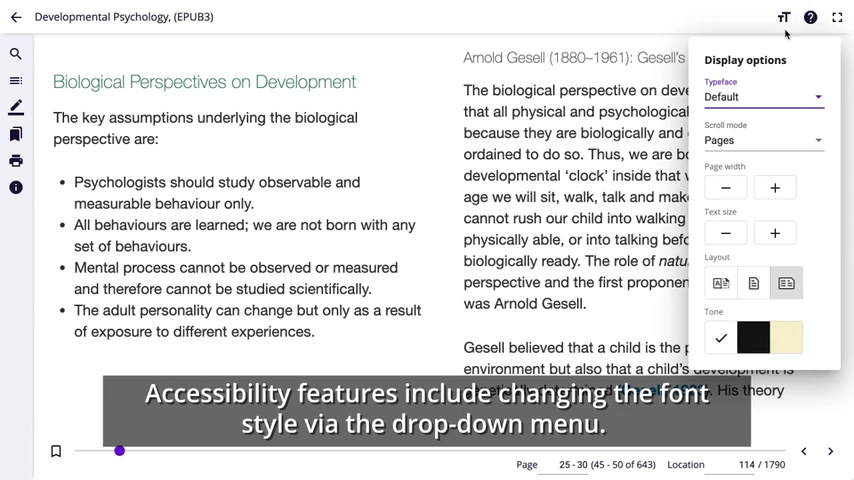 Developmental Psychology, (EPUB3)
Biological Perspectives on Development
The key assumptions underlying the biological
perspective are:
• Psychologists should study observable and
measurable behaviour only.
• All behaviours are learned; we are not born with any
set of behaviours.
• Mental process cannot be observed or measured
and therefore cannot be studied scientifically.
• The adult personality can change but only as a result
of exposure to different experiences.
Arnold Gesell (1880–1961): Gesell's
The biological perspective on deve
that all physical and psychological
because they are biologically and
ordained to do so. Thus, we are bo
developmental 'clock' inside that
age we will sit, walk, talk and make
cannot rush our child into walking
physically able, or into talking befo
biologically ready. The role of natu
perspective and the first proponen
was Arnold Gesell.
Gesell believed that a child is the p
environment but also that a child's development is
His theory
Display options
Typeface
Default
Scroll mode
Pages
Page width
− +
Text size
− +
Layout
Tone
Accessibility features include changing the font
style via the drop-down menu.
Page 25 - 30 (45 - 50 of 643) Location 114 / 1790